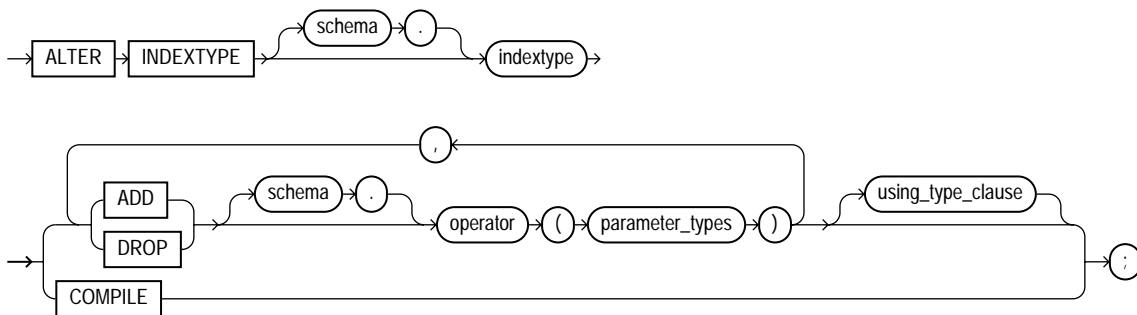 schema .
ALTER INDEXTYPE indextype
,
ADD schema . using_type_clause
DROP operator ( parameter_types )
COMPILE ;